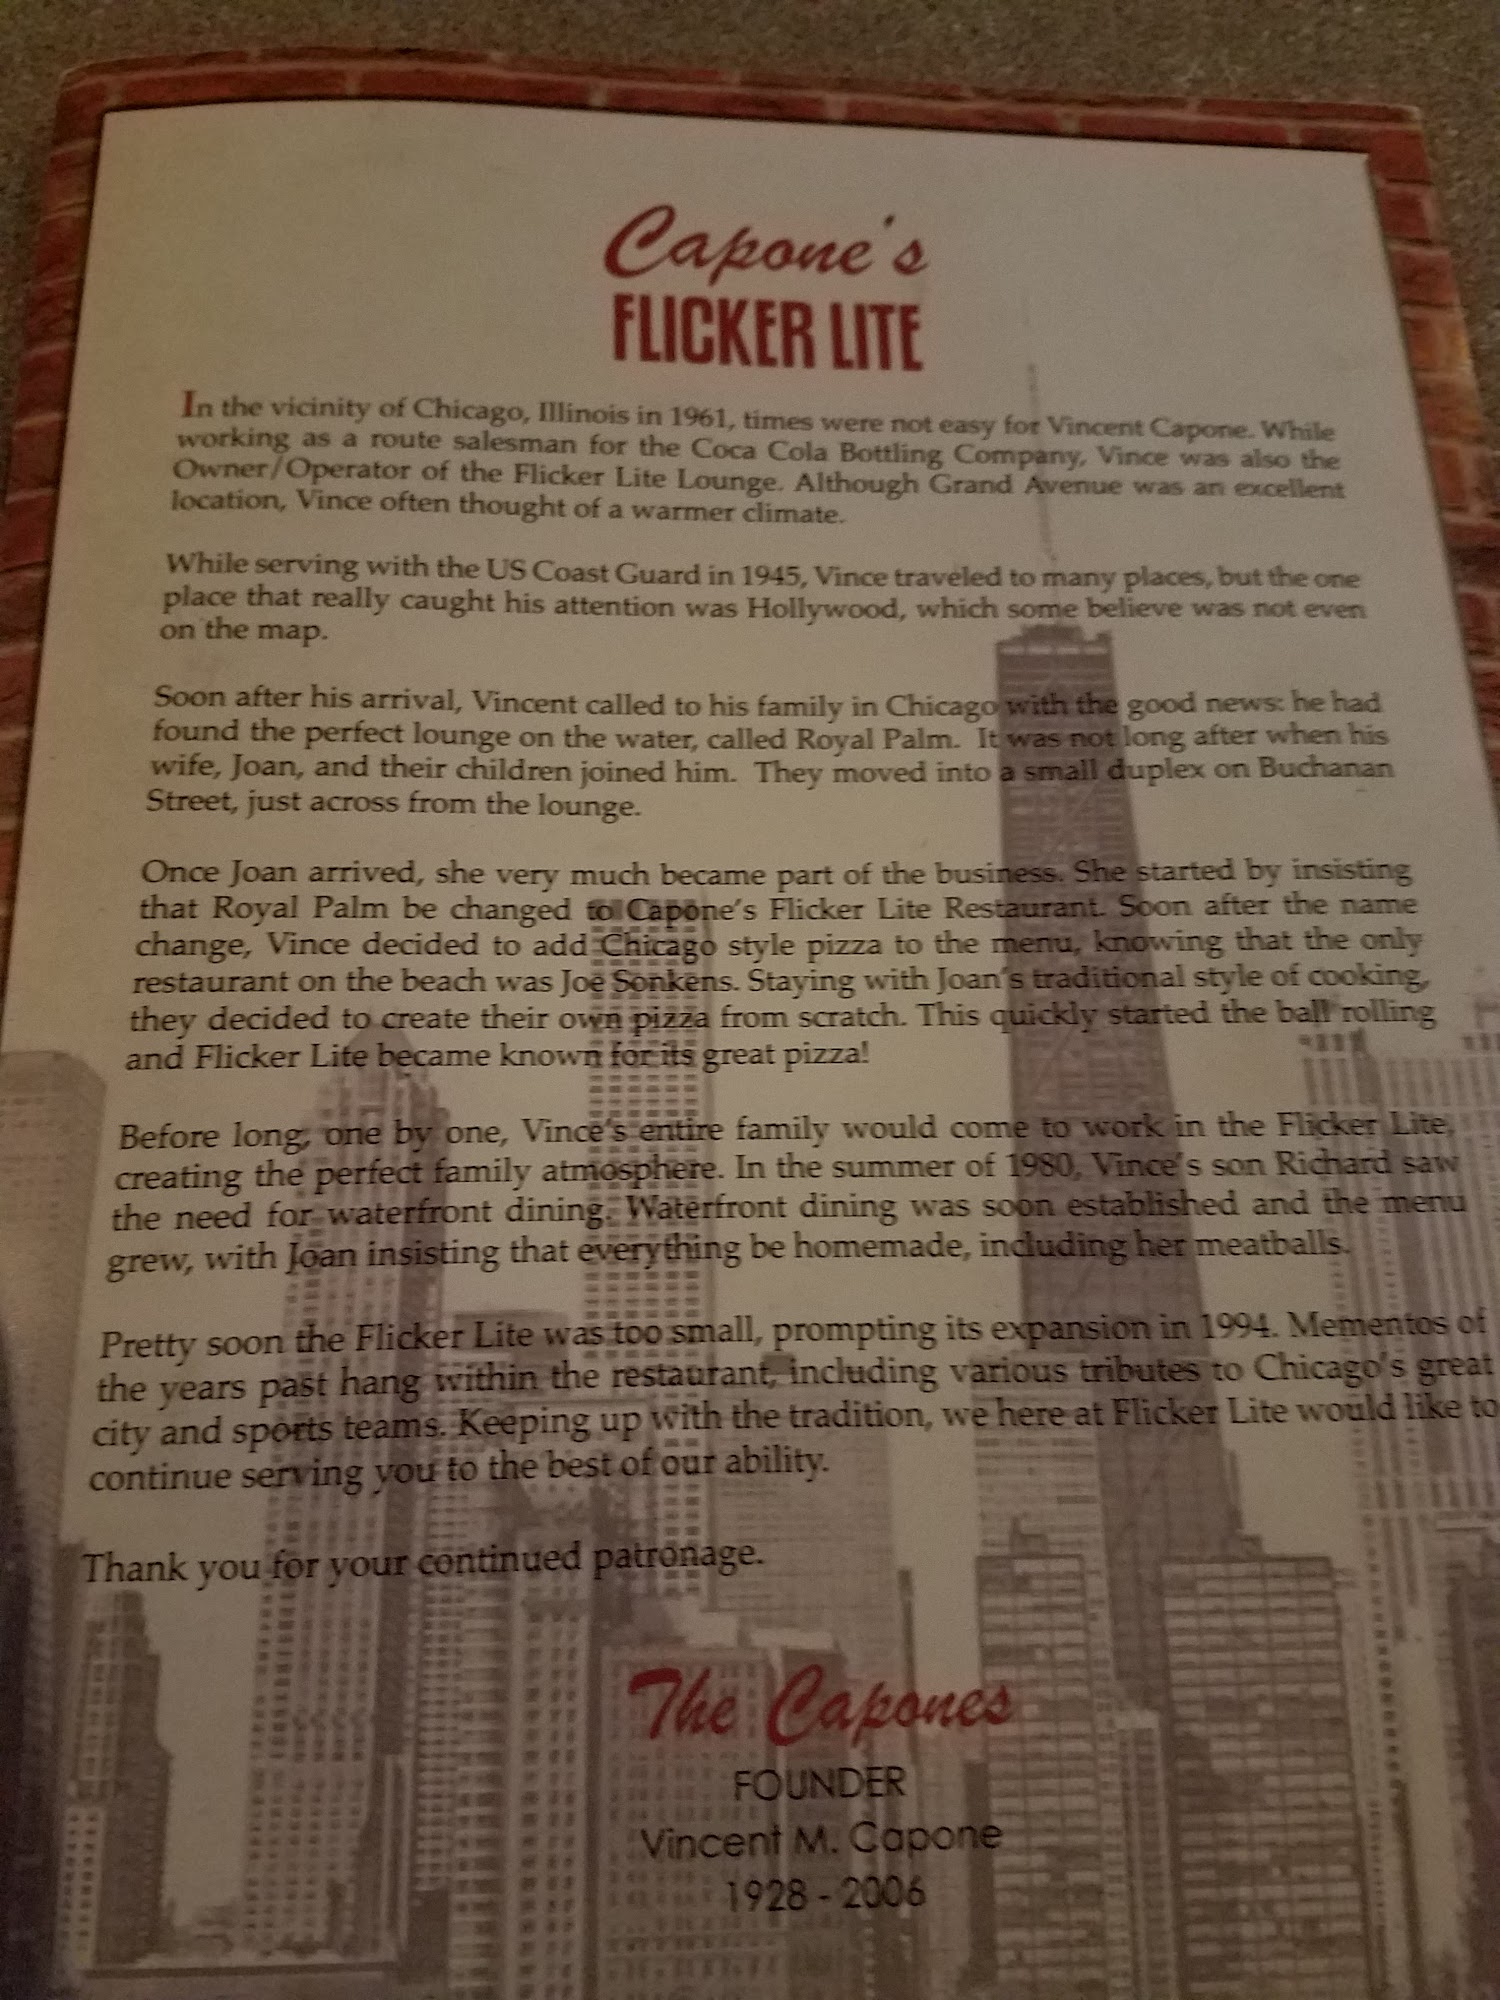 Capone's
FLICKER LITE
In the vicinity of Chicago, Illinois in 1961, times were not easy for Vincent Capone. While
working as a route salesman for the Coca Cola Bottling Company, Vince was also the
Owner/Operator of the Flicker Lite Lounge. Although Grand Avenue was an excellent
location, Vince often thought of a warmer climate.
While serving with the US Coast Guard in 1945, Vince traveled to many places, but the one
place that really caught his attention was Hollywood, which some believe was not even
on the map.
Soon after his arrival, Vincent called to his family in Chicago with the good news: he had
found the perfect lounge on the water, called Royal Palm. It was not long after when his
wife, Joan, and their children joined him. They moved into a small duplex on Buchanan
Street, just across from the lounge.
Once Joan arrived, she very much became part of the business. She started by insisting
that Royal Palm be changed to Capone's Flicker Lite Restaurant. Soon after the name
change, Vince decided to add Chicago style pizza to the menu, knowing that the only
restaurant on the beach was Joe Sonkens. Staying with Joan's traditional style of cooking,
they decided to create their own pizza from scratch. This quickly started the ball rolling
and Flicker Lite became known for its great pizza!
Before long, one by one, Vince's entire family would come to work in the Flicker Lite,
creating the perfect family atmosphere. In the summer of 1980, Vince's son Richard saw
the need for waterfront dining. Waterfront dining was soon established and the menu
grew, with Joan insisting that everything be homemade, including her meatballs.
Pretty soon the Flicker Lite was too small, prompting its expansion in 1994. Mementos of
the years past hang within the restaurant, including various tributes to Chicago's great
city and sports teams. Keeping up with the tradition, we here at Flicker Lite would like to
continue serving you to the best of our ability.
Thank you for your continued patronage.
The Capones
FOUNDER
Vincent M. Capone
1928 - 2006